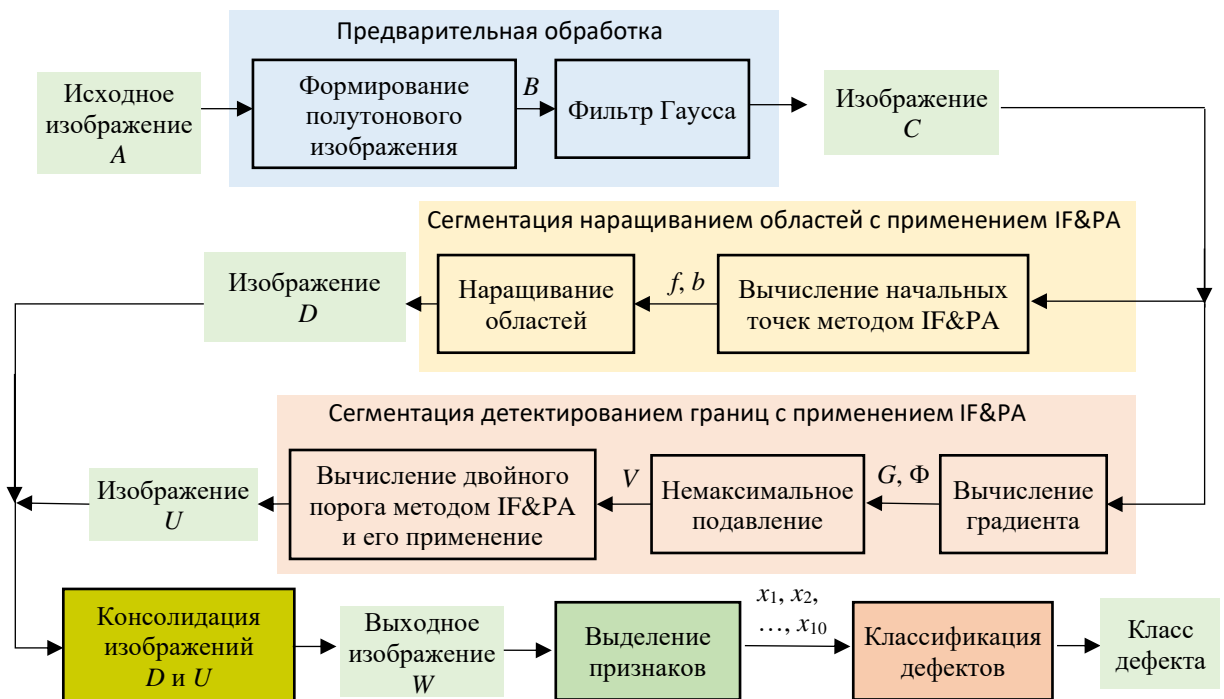 Предварительная обработка
Исходное
изображение
A
Формирование
полутонового
изображения
B
Фильтр Гаусса
Изображение
C
Сегментация наращиванием областей с применением IF&PA
Изображение
D
Наращивание
областей
f, b
Вычисление начальных
точек методом IF&PA
Сегментация детектированием границ с применением IF&PA
Изображение
U
Вычисление двойного
порога методом IF&PA
и его применение
V
Немаксимальное
подавление
G, Φ
Вычисление
градиента
Консолидация
изображений
D и U
Выходное
изображение
W
Выделение
признаков
x1, x2,
…, x10
Классификация
дефектов
Класс
дефекта